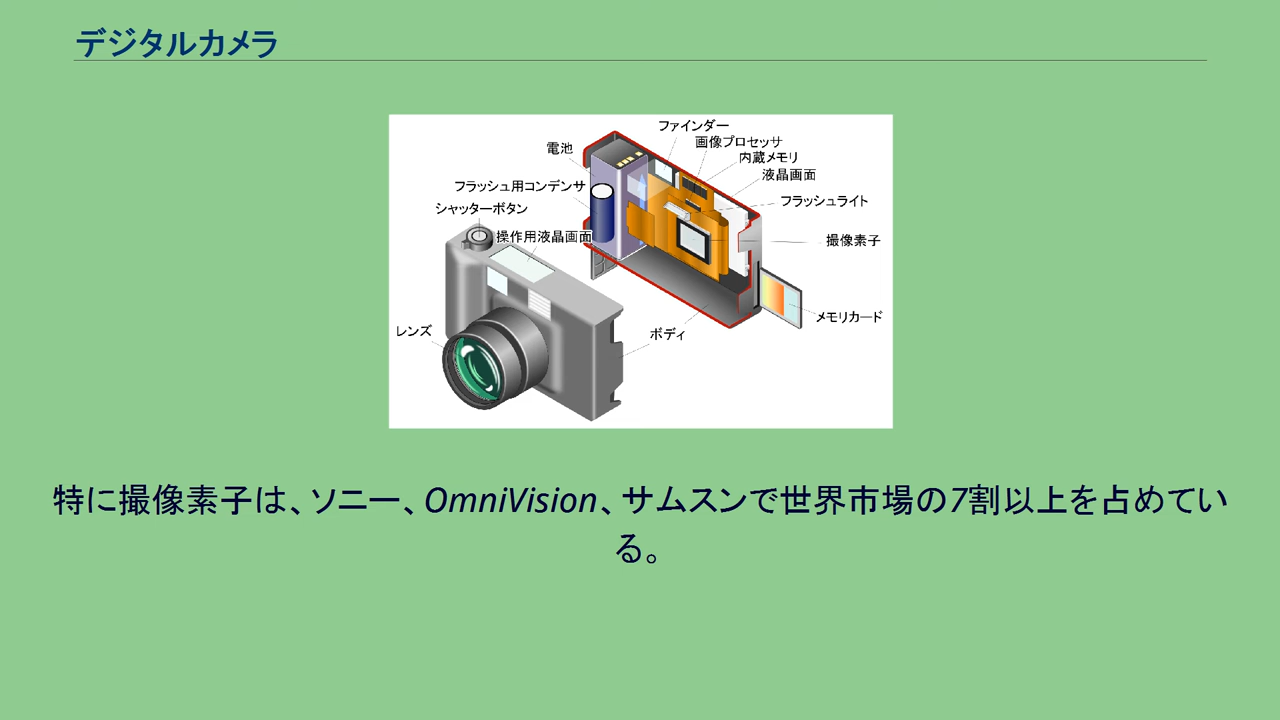 デジタルカメラ
ファインダー
画像プロセッサ
電池
内蔵メモリ
液晶画面
フラッシュ用コンデンサ
フラッシュライト
シャッターボタン
操作用液晶画面
撮像素子
メモリカード
レンズ
ボディ
特に撮像素子は、ソニー、OmniVision、サムスンで世界市場の7割以上を占めてい
る。